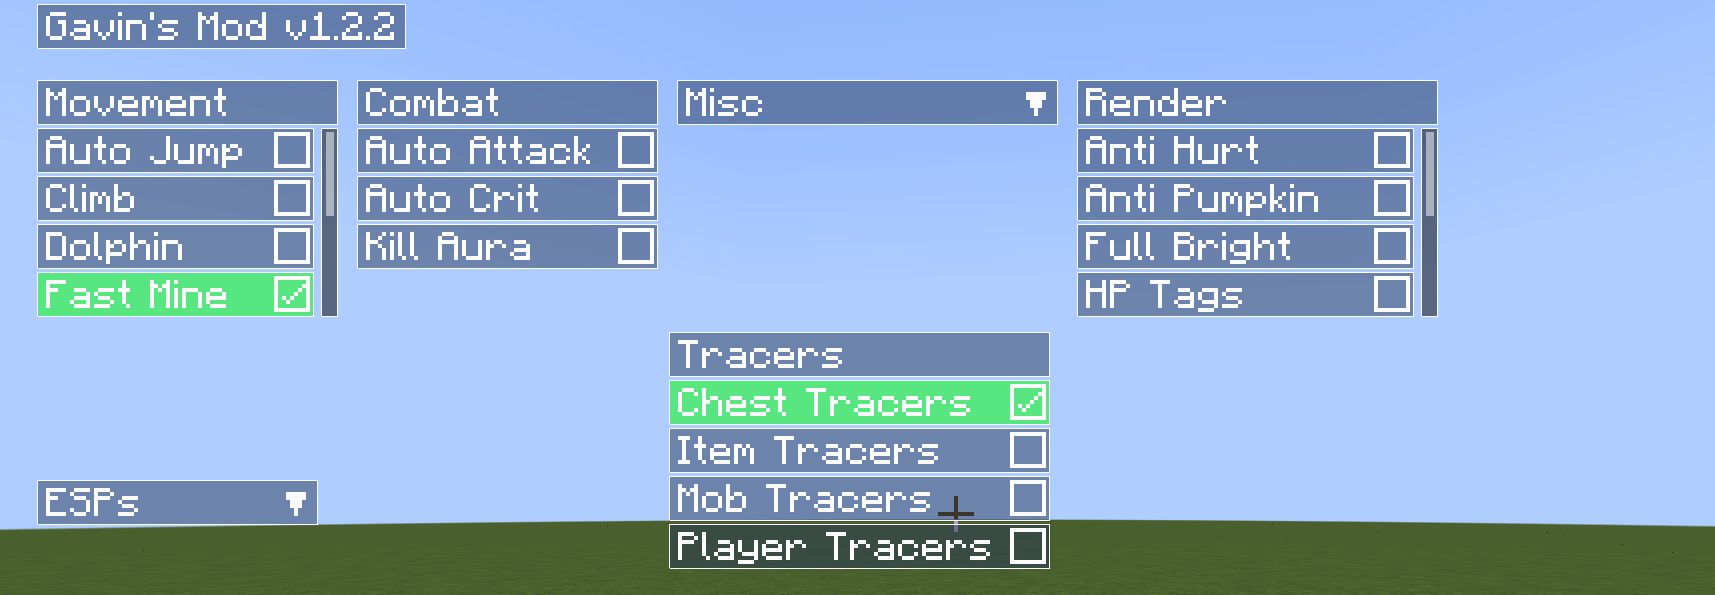 Gavin's Mod v1.2.2
Movement
Auto Jump
Climb
Dolphin
Fast Mine
Combat
Auto Attack
Auto Crit
Kill Aura
Misc
Render
Anti Hurt
Anti Pumpkin
Full Bright
HP Tags
Tracers
Chest Tracers
Item Tracers
Mob Tracers
Player Tracers
ESPs